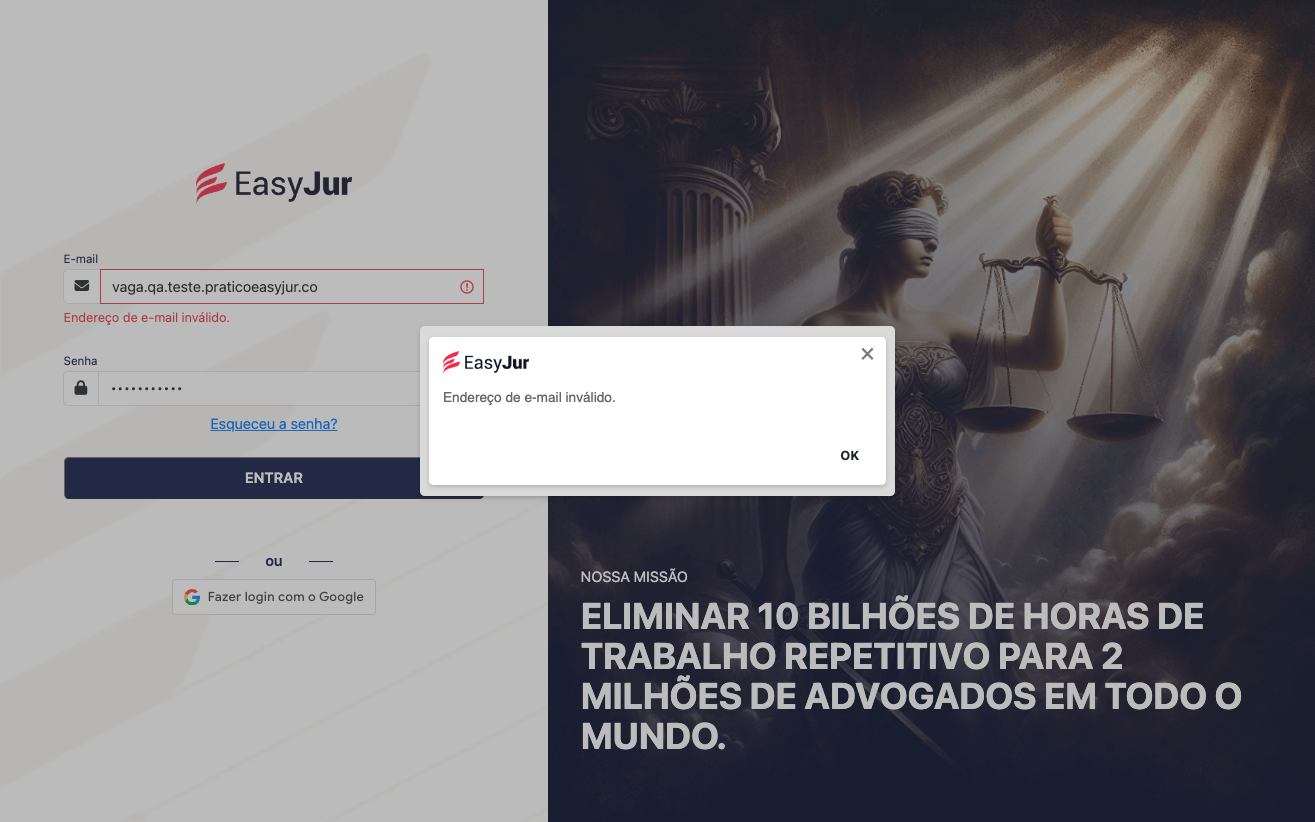 EasyJur
E-mail
vaga.qa.teste.praticoeasyjur.co
Endereço de e-mail inválido.
Senha
•••••••••••
Esqueceu a senha?
ENTRAR
ou
Fazer login com o Google
EasyJur
Endereço de e-mail inválido.
OK
NOSSA MISSÃO
ELIMINAR 10 BILHÕES DE HORAS DE
TRABALHO REPETITIVO PARA 2
MILHÕES DE ADVOGADOS EM TODO O
MUNDO.